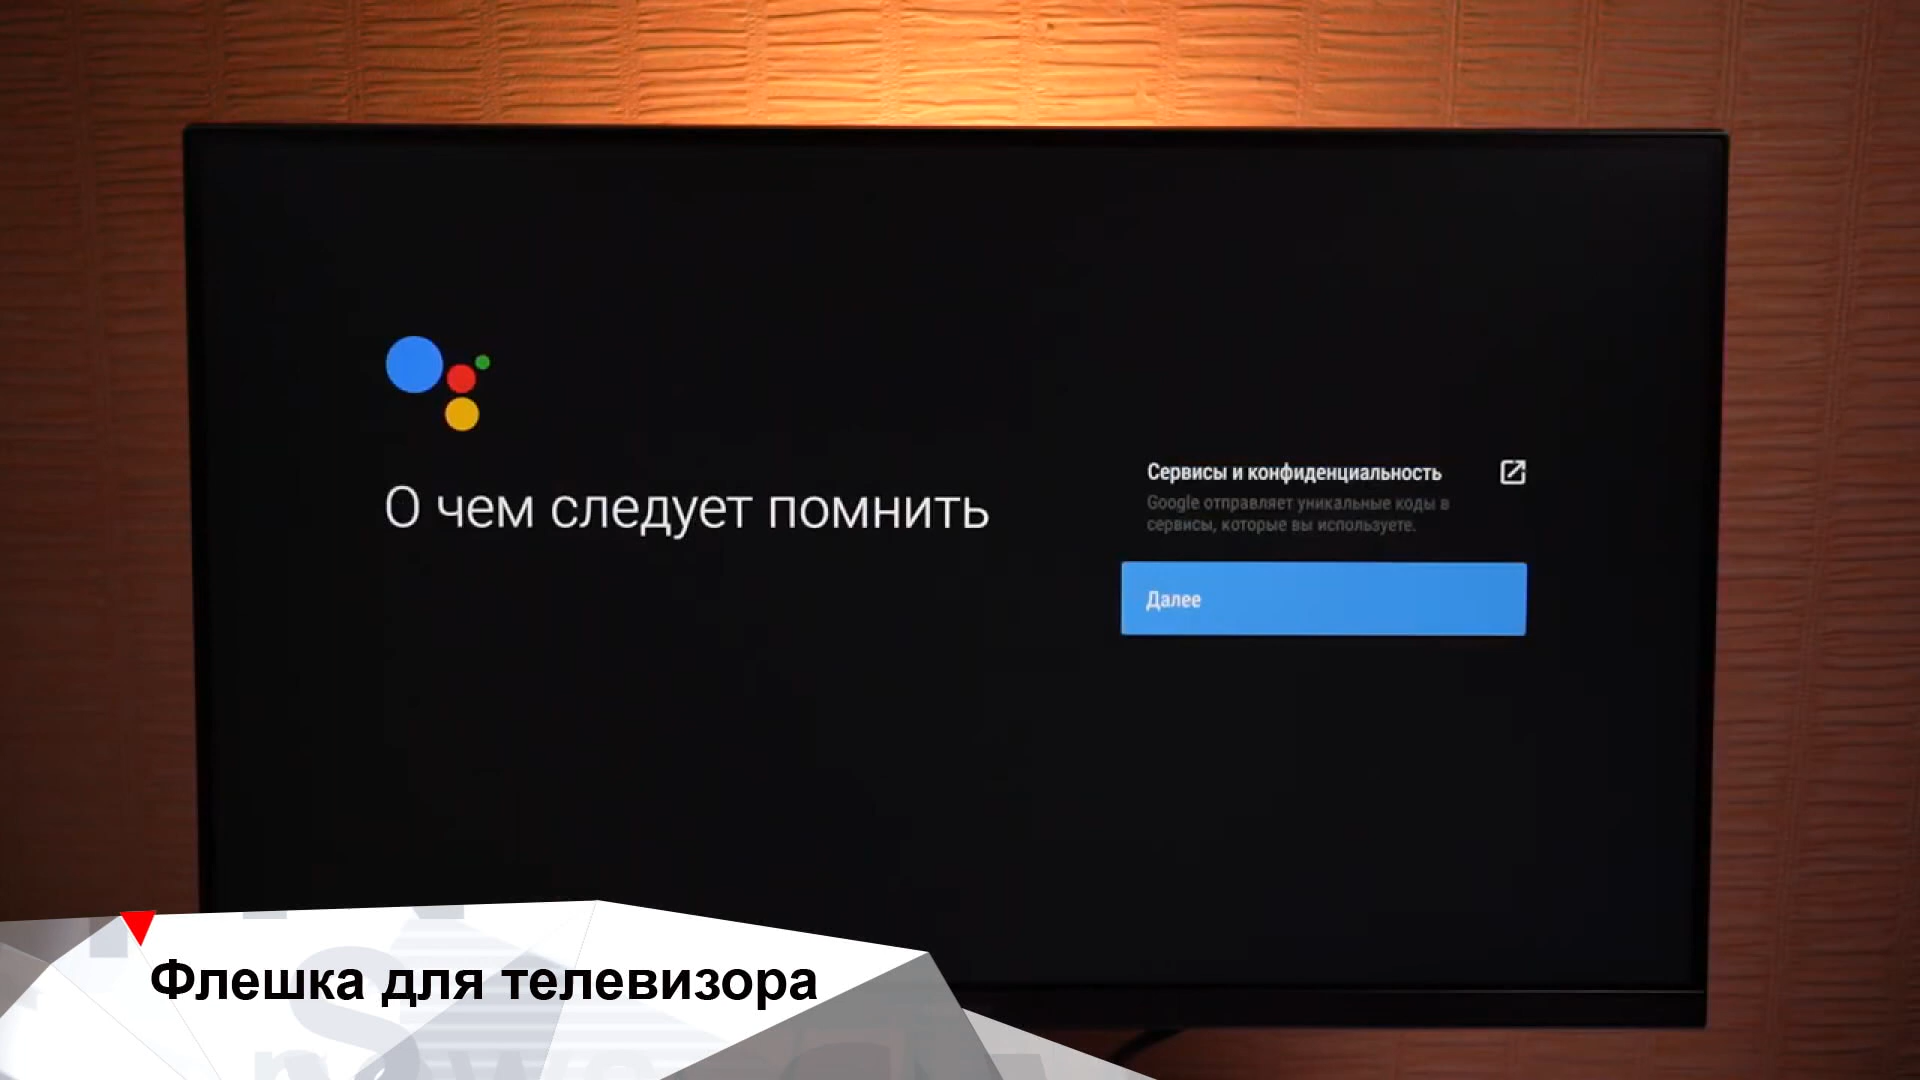 О чем следует помнить
Сервисы и конфиденциальность
Google отправляет уникальные коды в
сервисы, которые вы используете.
Далее
Флешка для телевизора